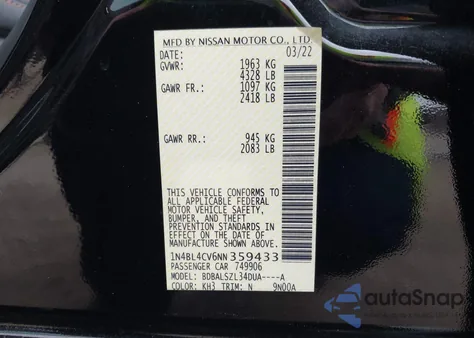 MFD BY NISSAN MOTOR CO., LTD.
DATE: 03/22
GVWR: 1963 KG
4328 LB
GAWR FR.: 1097 KG
2418 LB
GAWR RR.: 945 KG
2083 LB
THIS VEHICLE CONFORMS TO
ALL APPLICABLE FEDERAL
MOTOR VEHICLE SAFETY,
BUMPER, AND THEFT
PREVENTION STANDARDS IN
EFFECT ON THE DATE OF
MANUFACTURE SHOWN ABOVE.
1N4BL4CV6NN359433
PASSENGER CAR 749906
MODEL: BDBALSZL34DUA----A
COLOR: KH3 TRIM: N 9N00A
autoSnap
WWW.AUTOSNAP.COM